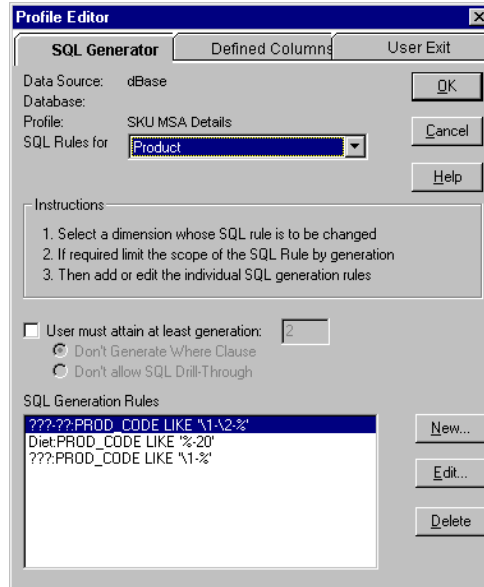 Profile Editor
SQL Generator
Defined Columns
User Exit
Data Source: dBase
Database:
Profile: SKU MSA Details
SQL Rules for Product
OK
Cancel
Help
Instructions
1. Select a dimension whose SQL rule is to be changed
2. If required limit the scope of the SQL Rule by generation
3. Then add or edit the individual SQL generation rules
User must attain at least generation: 2
Don't Generate Where Clause
Don't allow SQL Drill-Through
SQL Generation Rules
???-??:PROD_CODE LIKE '\1-\2-%'
Diet:PROD_CODE LIKE '%-20'
???:PROD_CODE LIKE '\1-%'
New...
Edit...
Delete